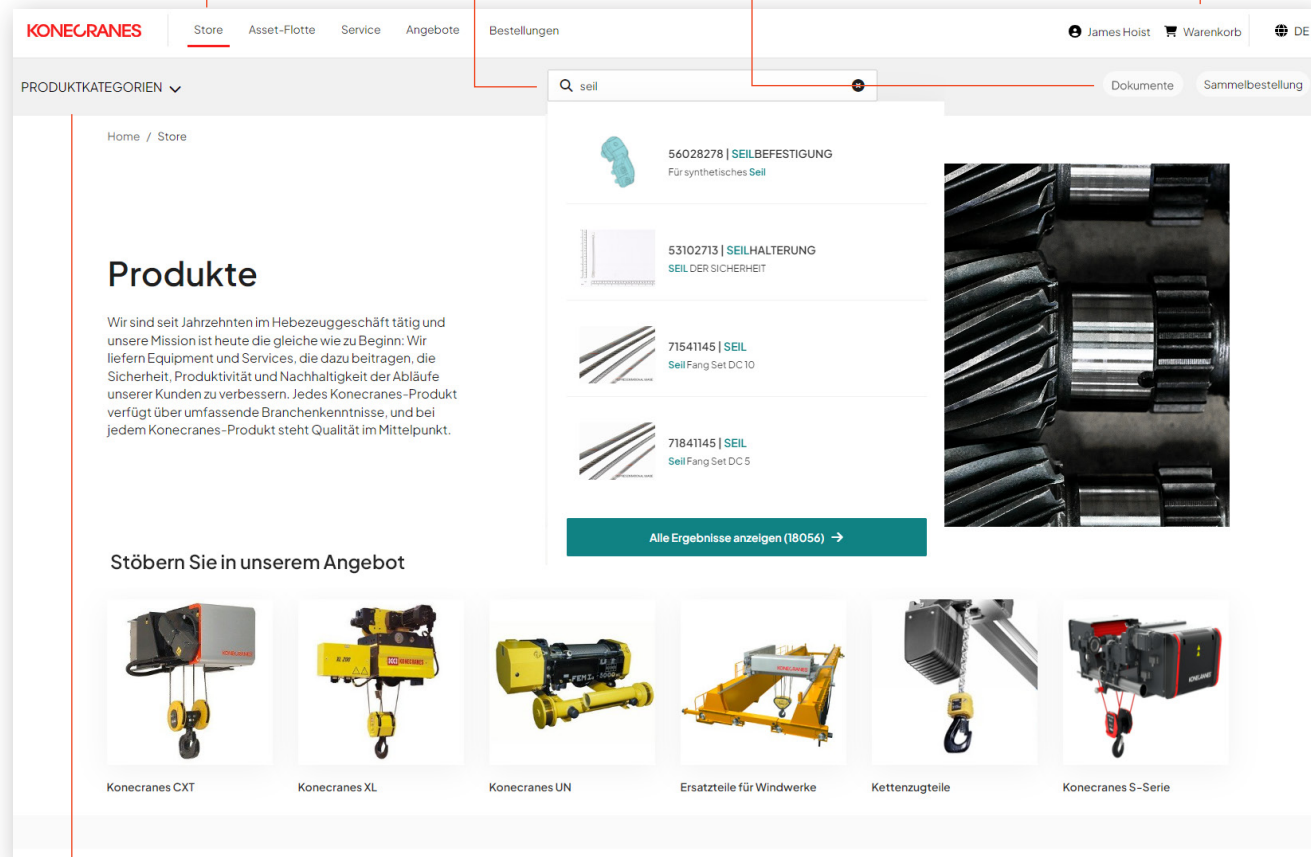 KONECRANES
Store
Asset-Flotte
Service
Angebote
Bestellungen
James Hoist
Warenkorb
DE
PRODUKTKATEGORIEN
seil
Dokumente
Sammelbestellung
Home / Store
56028278 | SEILBEFESTIGUNG
Für synthetisches Seil
53102713 | SEILHALTERUNG
SEIL DER SICHERHEIT
71541145 | SEIL
Seil Fang Set DC 10
71841145 | SEIL
Seil Fang Set DC 5
Alle Ergebnisse anzeigen (18056) →
Produkte
Wir sind seit Jahrzehnten im Hebezeuggeschäft tätig und
unsere Mission ist heute die gleiche wie zu Beginn: Wir
liefern Equipment und Services, die dazu beitragen, die
Sicherheit, Produktivität und Nachhaltigkeit der Abläufe
unserer Kunden zu verbessern. Jedes Konecranes-Produkt
verfügt über umfassende Branchenkenntnisse, und bei
jedem Konecranes-Produkt steht Qualität im Mittelpunkt.
Stöbern Sie in unserem Angebot
Konecranes CXT
Konecranes XL
Konecranes UN
Ersatzteile für Windwerke
Kettenzugteile
Konecranes S-Serie